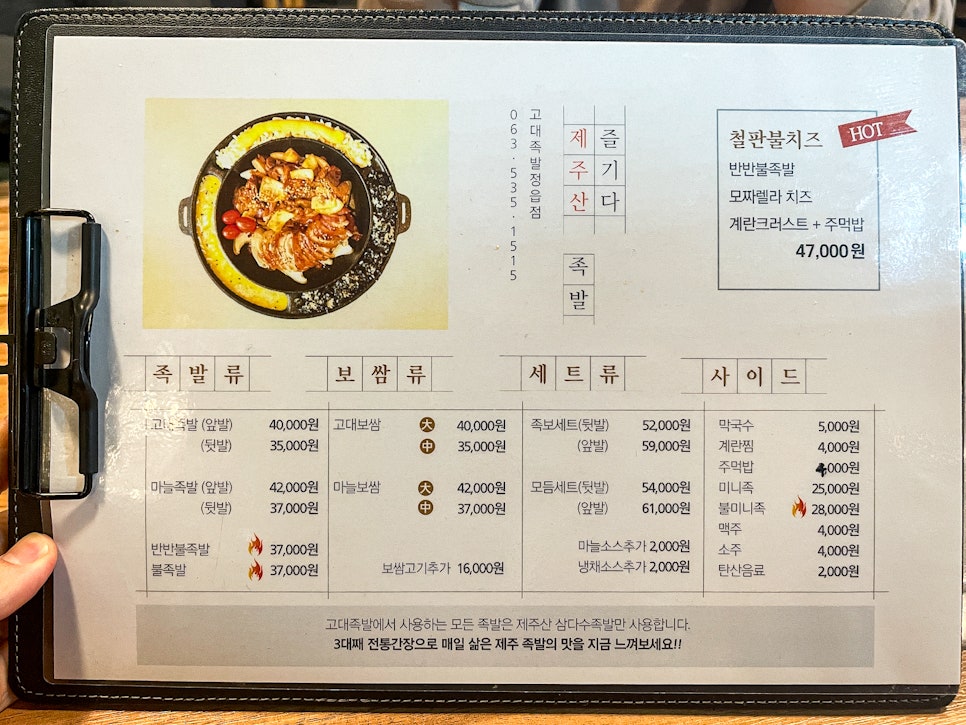 고대족발정읍점
063·535·1515
즐기다
제주산
족발
철판불치즈
HOT
반반불족발
모짜렐라 치즈
계란크러스트 + 주먹밥
47,000원
족발류
고대족발 (앞발) 40,000원
(뒷발) 35,000원
마늘족발 (앞발) 42,000원
(뒷발) 37,000원
반반불족발 37,000원
불족발 37,000원
보쌈류
고대보쌈 大 40,000원
中 35,000원
마늘보쌈 大 42,000원
中 37,000원
보쌈고기추가 16,000원
세트류
족보세트(뒷발) 52,000원
(앞발) 59,000원
모듬세트(뒷발) 54,000원
(앞발) 61,000원
마늘소스추가 2,000원
냉채소스추가 2,000원
사이드
막국수 5,000원
계란찜 4,000원
주먹밥 4,000원
미니족 25,000원
불미니족 28,000원
맥주 4,000원
소주 4,000원
탄산음료 2,000원
고대족발에서 사용하는 모든 족발은 제주산 삼다수족발만 사용합니다.
3대째 전통간장으로 매일 삶은 제주 족발의 맛을 지금 느껴보세요!!